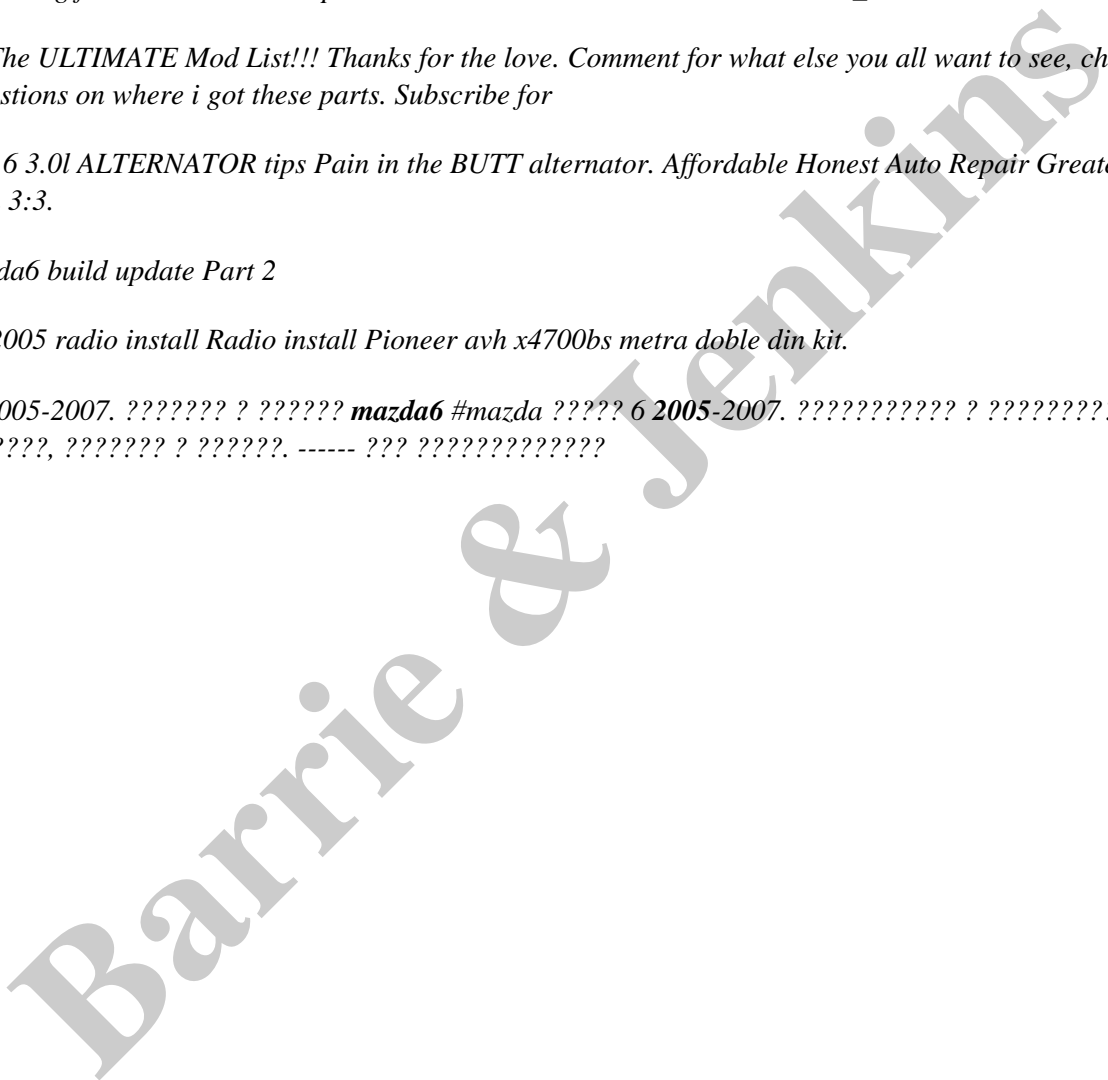 The ULTIMATE Mod List!!! Thanks for the love. Comment for what else you all want to see, ch
stions on where i got these parts. Subscribe for
6 3.0l ALTERNATOR tips Pain in the BUTT alternator. Affordable Honest Auto Repair Greate
3:3.
da6 build update Part 2
2005 radio install Radio install Pioneer avh x4700bs metra doble din kit.
005-2007. ??????? ? ?????? mazda6 #mazda ????? 6 2005-2007. ??????????? ? ????????
????, ??????? ? ??????. ------ ??? ?????????????
Barrie & Jenkins